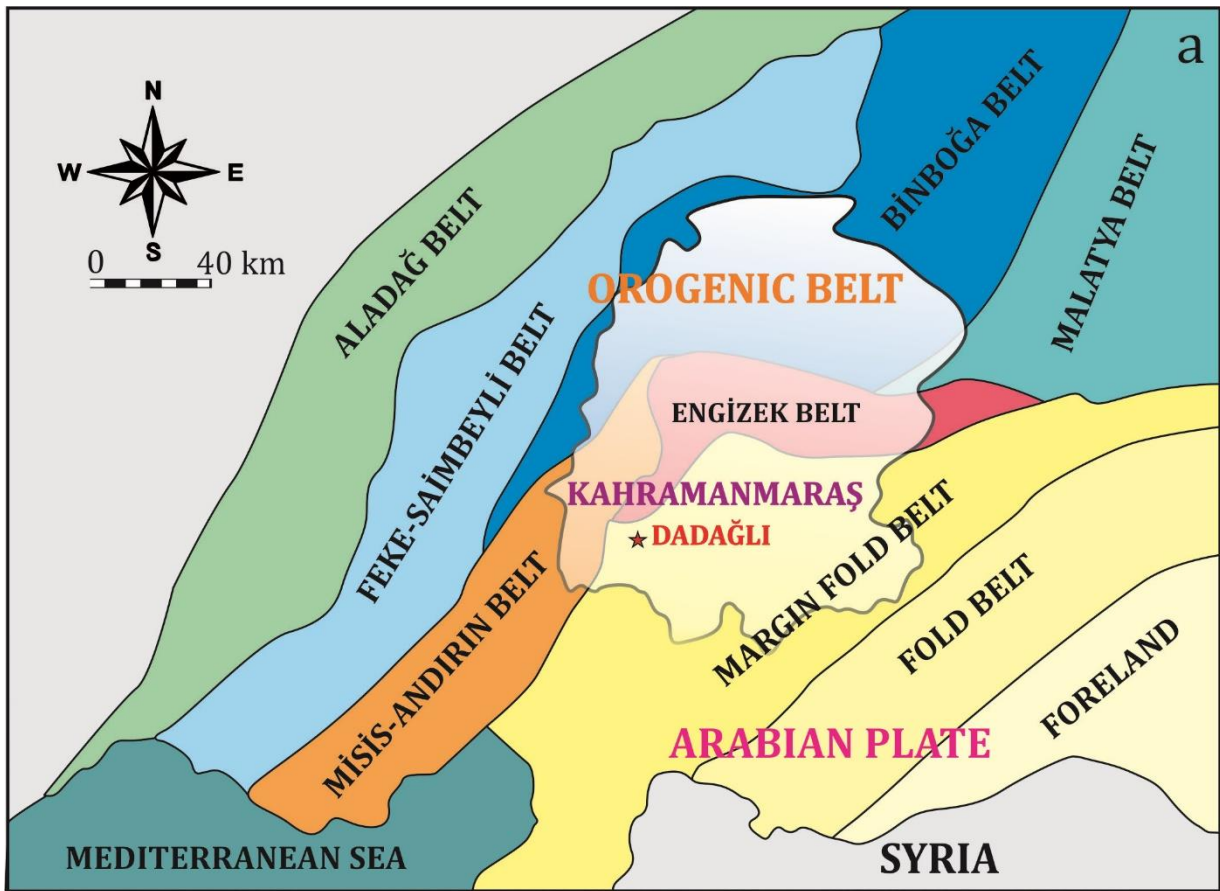 a
N
W
E
S
0
40 km
ALADAĞ BELT
FEKE-SAİMBEYLİ BELT
BİNBOĞA BELT
MALATYA BELT
OROGENIC BELT
ENGİZEK BELT
KAHRAMANMARAŞ
DADAĞLI
MİSİS-ANDIRIN BELT
MARGIN FOLD BELT
FOLD BELT
FORELAND
ARABIAN PLATE
MEDITERRANEAN SEA
SYRIA